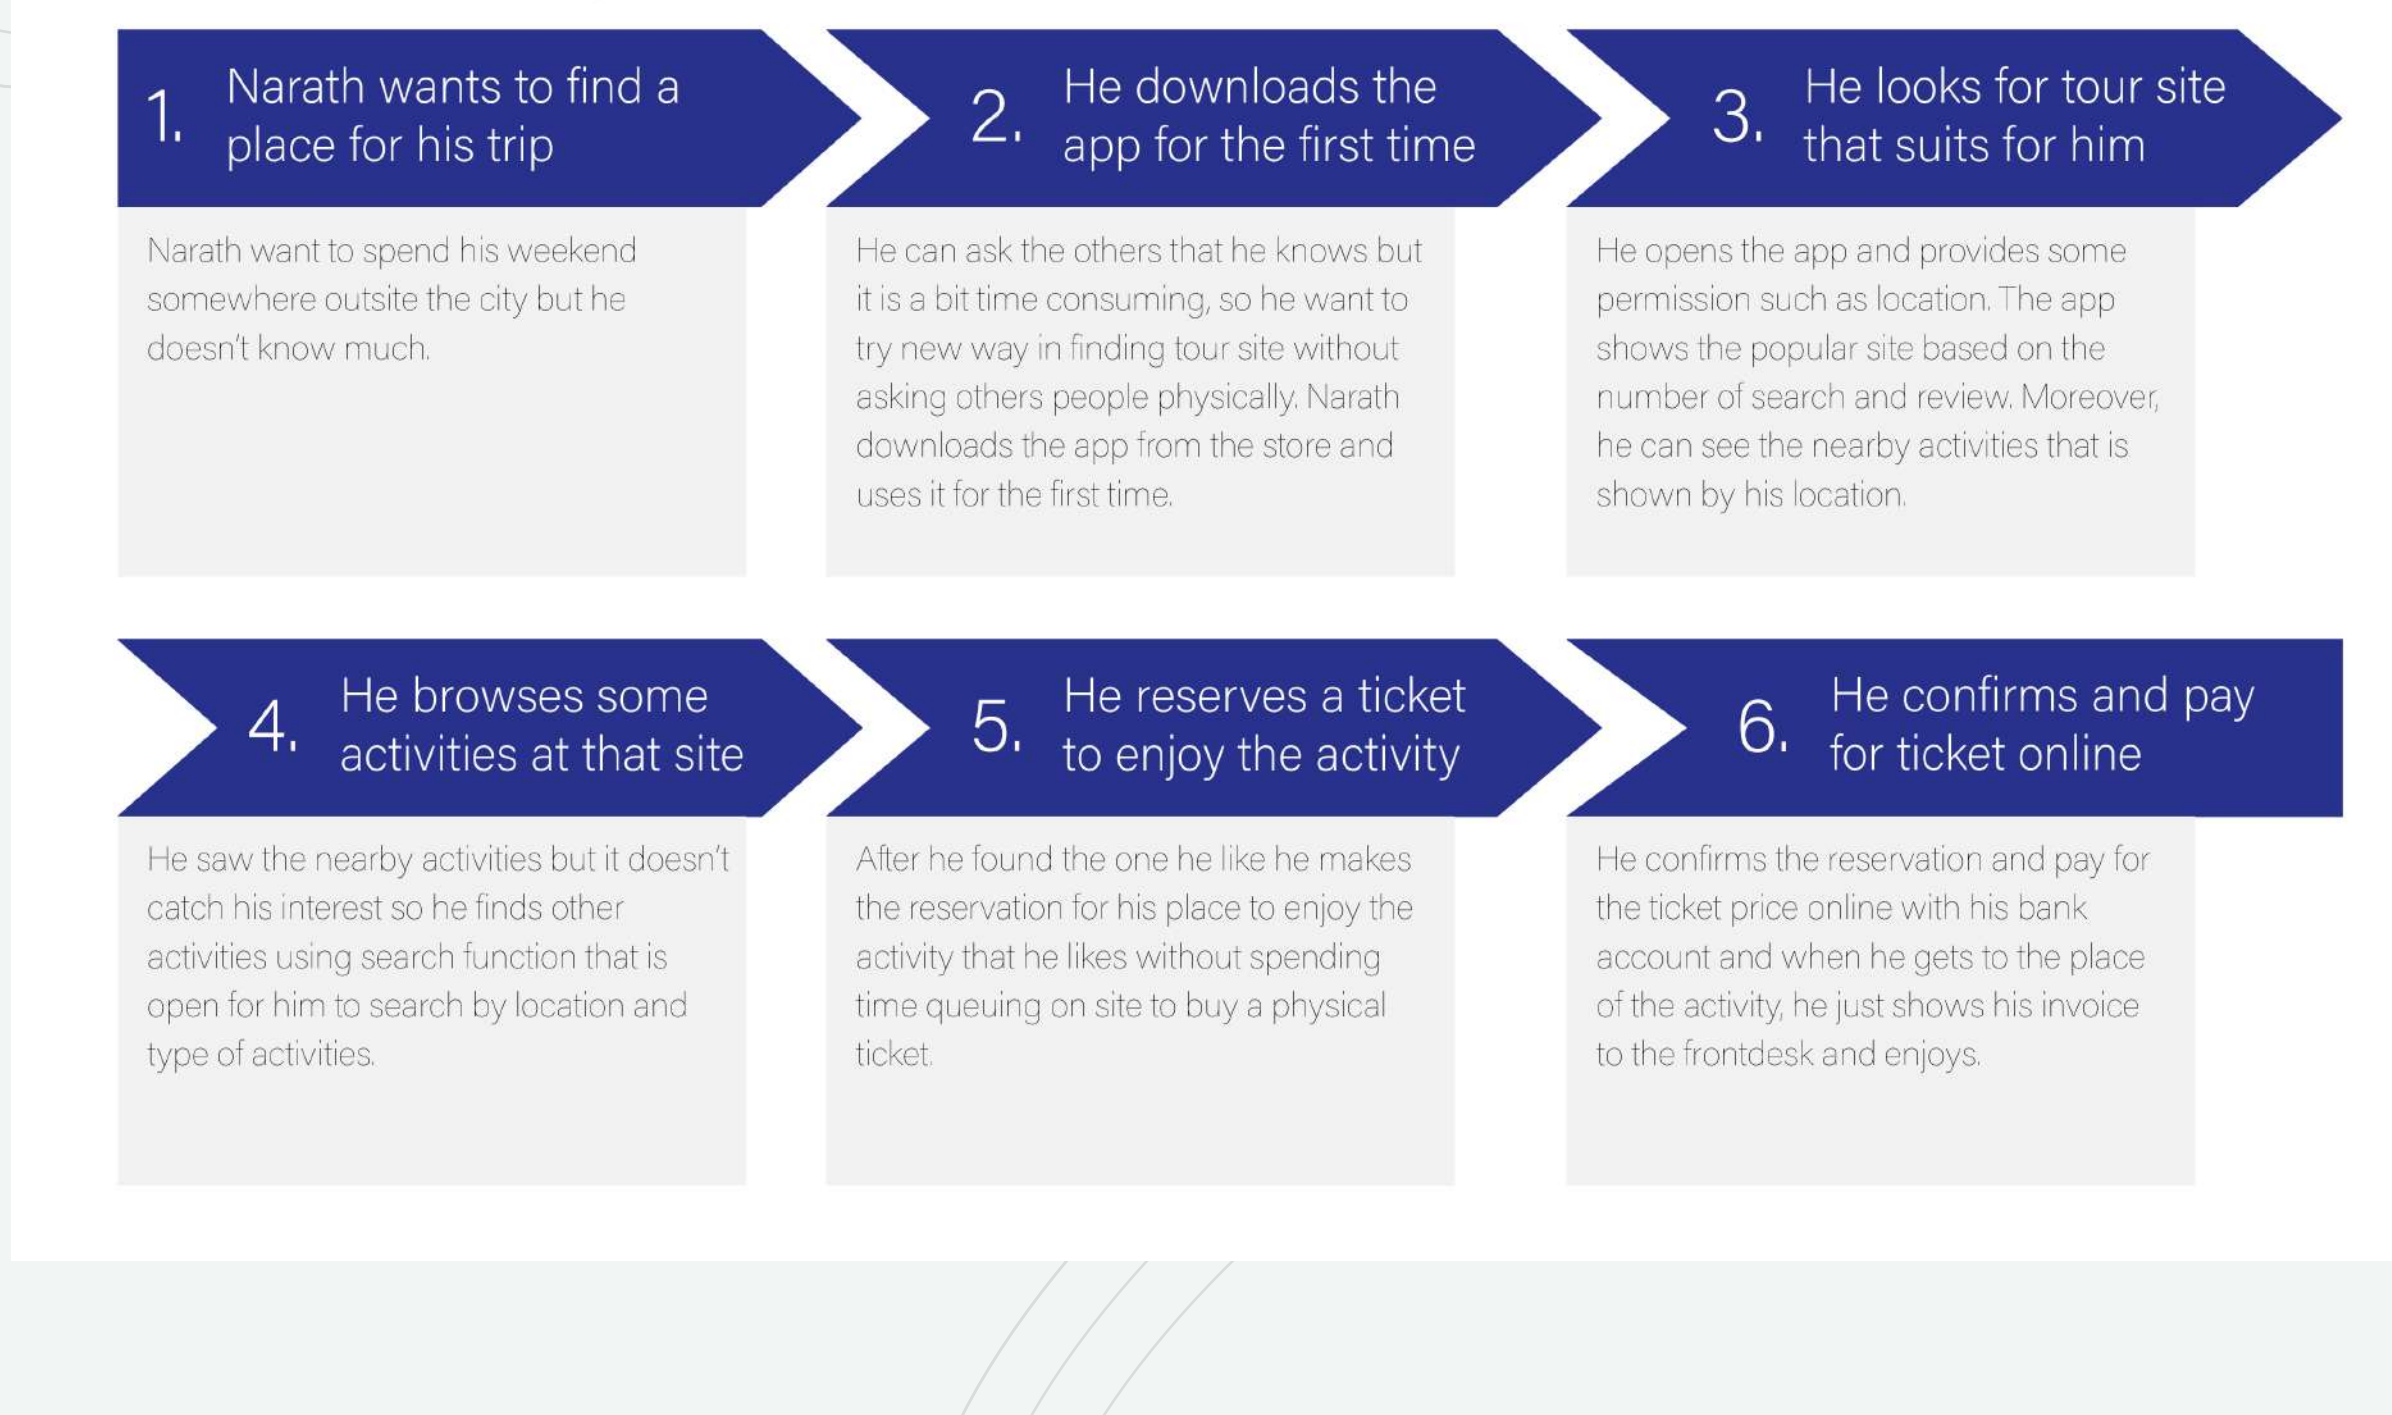 1. Narath wants to find a
place for his trip
Narath want to spend his weekend
somewhere outsite the city but he
doesn't know much.
2. He downloads the
app for the first time
He can ask the others that he knows but
it is a bit time consuming, so he want to
try new way in finding tour site without
asking others people physically. Narath
downloads the app from the store and
uses it for the first time.
3. He looks for tour site
that suits for him
He opens the app and provides some
permission such as location. The app
shows the popular site based on the
number of search and review. Moreover,
he can see the nearby activities that is
shown by his location.
4. He browses some
activities at that site
He saw the nearby activities but it doesn't
catch his interest so he finds other
activities using search function that is
open for him to search by location and
type of activities.
5. He reserves a ticket
to enjoy the activity
After he found the one he like he makes
the reservation for his place to enjoy the
activity that he likes without spending
time queuing on site to buy a physical
ticket.
6. He confirms and pay
for ticket online
He confirms the reservation and pay for
the ticket price online with his bank
account and when he gets to the place
of the activity, he just shows his invoice
to the frontdesk and enjoys.